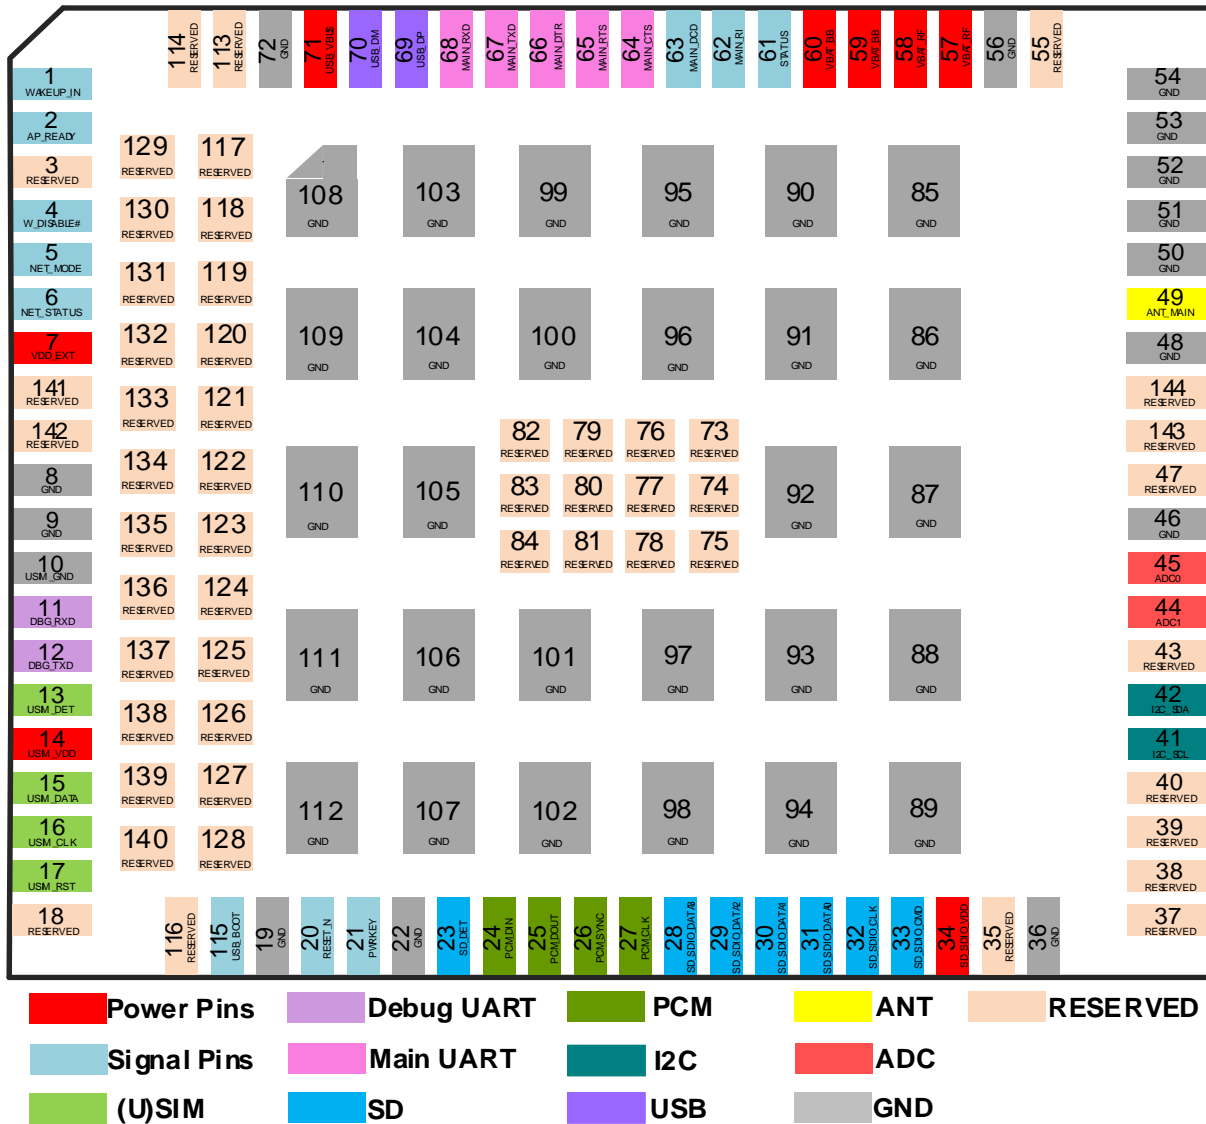 114 RESERVED
113 RESERVED
72 GND
71 USB_VBUS
70 USB_DM
69 USB_DP
68 MAIN_RXD
67 MAIN_TXD
66 MAIN_DTR
65 MAIN_RTS
64 MAIN_CTS
63 MAIN_DCD
62 MAIN_RI
61 STATUS
60 VBAT_BB
59 VBAT_BB
58 VBAT_RF
57 VBAT_RF
56 GND
55 RESERVED
1
WAKEUP_IN
2
AP_READY
3
RESERVED
4
W_DISABLE#
5
NET_MODE
6
NET_STATUS
7
VDD_EXT
141
RESERVED
142
RESERVED
8
GND
9
GND
10
USIM_GND
11
DBG_RXD
12
DBG_TXD
13
USIM_DET
14
USIM_VDD
15
USIM_DATA
16
USIM_CLK
17
USIM_RST
18
RESERVED
129
RESERVED
130
RESERVED
131
RESERVED
132
RESERVED
133
RESERVED
134
RESERVED
135
RESERVED
136
RESERVED
137
RESERVED
138
RESERVED
139
RESERVED
140
RESERVED
117
RESERVED
118
RESERVED
119
RESERVED
120
RESERVED
121
RESERVED
122
RESERVED
123
RESERVED
124
RESERVED
125
RESERVED
126
RESERVED
127
RESERVED
128
RESERVED
108
GND
103
GND
99
GND
95
GND
90
GND
85
GND
109
GND
104
GND
100
GND
96
GND
91
GND
86
GND
110
GND
105
GND
82
RESERVED
79
RESERVED
76
RESERVED
73
RESERVED
83
RESERVED
80
RESERVED
77
RESERVED
74
RESERVED
84
RESERVED
81
RESERVED
78
RESERVED
75
RESERVED
92
GND
87
GND
111
GND
106
GND
101
GND
97
GND
93
GND
88
GND
112
GND
107
GND
102
GND
98
GND
94
GND
89
GND
54
GND
53
GND
52
GND
51
GND
50
GND
49
ANT_MAIN
48
GND
144
RESERVED
143
RESERVED
47
RESERVED
46
GND
45
ADC0
44
ADC1
43
RESERVED
42
I2C_SDA
41
I2C_SCL
40
RESERVED
39
RESERVED
38
RESERVED
37
RESERVED
116 RESERVED
115 USB_BOOT
19 GND
20 RESET_N
21 PWRKEY
22 GND
23 SD_DET
24 PCM_DIN
25 PCM_DOUT
26 PCM_SYNC
27 PCM_CLK
28 SD_SDIO_DATA3
29 SD_SDIO_DATA2
30 SD_SDIO_DATA1
31 SD_SDIO_DATA0
32 SD_SDIO_CLK
33 SD_SDIO_CMD
34 SD_SDIO_VDD
35 RESERVED
36 GND
Power Pins
Debug UART
PCM
ANT
RESERVED
Signal Pins
Main UART
I2C
ADC
(U)SIM
SD
USB
GND